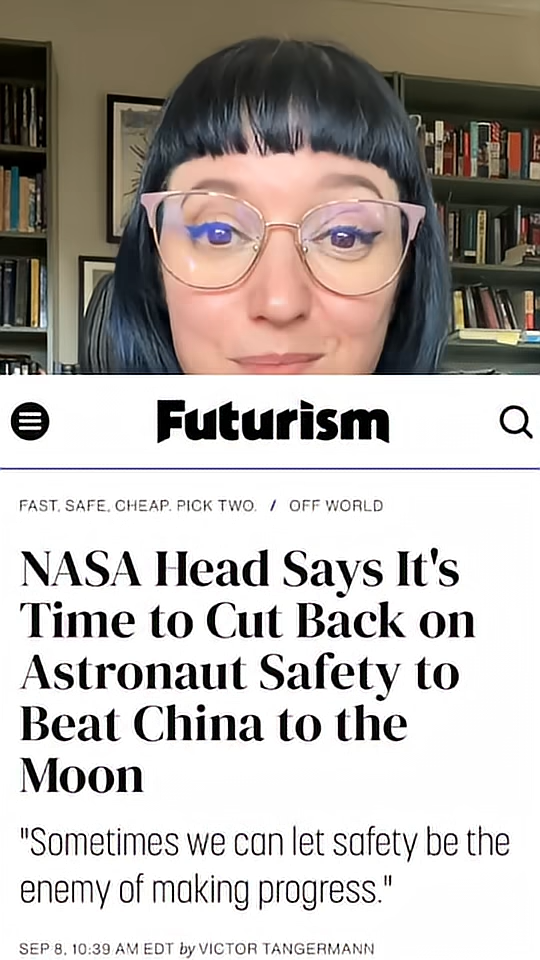 Futurism
FAST, SAFE, CHEAP. PICK TWO. / OFF WORLD
NASA Head Says It's
Time to Cut Back on
Astronaut Safety to
Beat China to the
Moon
"Sometimes we can let safety be the
enemy of making progress."
SEP 8, 10:39 AM EDT by VICTOR TANGERMANN